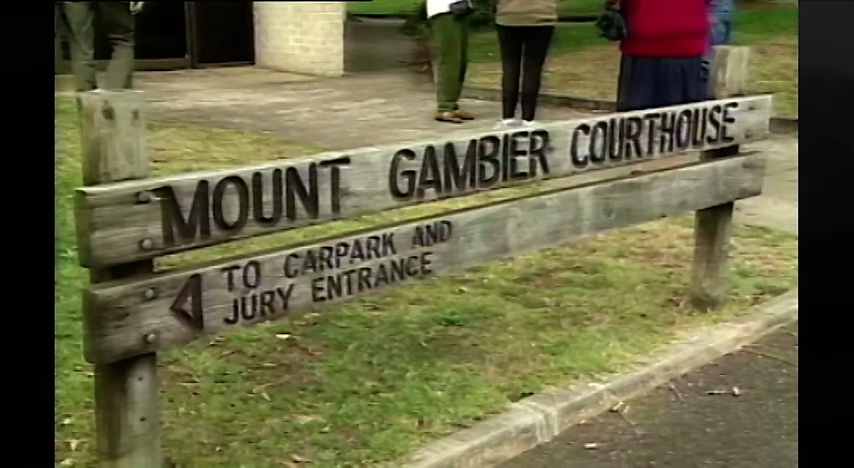 MOUNT GAMBIER COURTHOUSE
TO CARPARK AND
JURY ENTRANCE